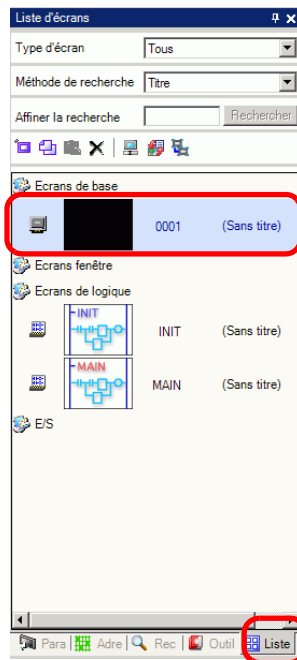 Liste d'écrans
Type d'écran Tous
Méthode de recherche Titre
Affiner la recherche Rechercher
Ecrans de base
0001 (Sans titre)
Ecrans fenêtre
Ecrans de logique
INIT INIT (Sans titre)
MAIN MAIN (Sans titre)
E/S
Para Adre Rec Outil Liste